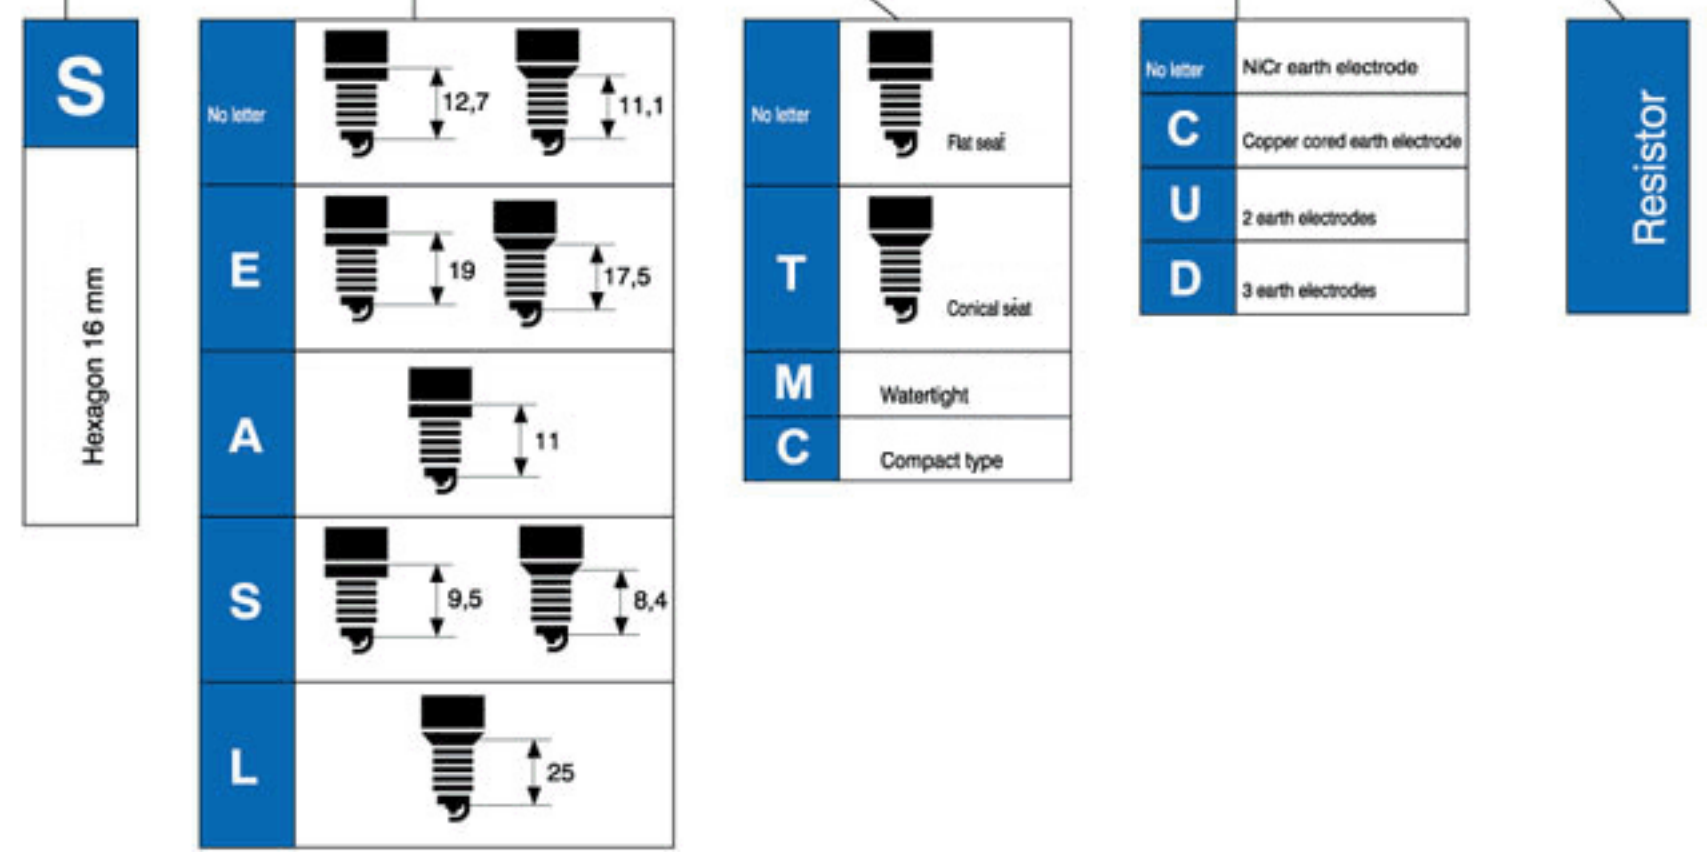 S
Hexagon 16 mm
No letter
12,7
11,1
E
19
17,5
A
11
S
9,5
8,4
L
25
No letter
Flat seat
T
Conical seat
M
Watertight
C
Compact type
No letter
NiCr earth electrode
C
Copper cored earth electrode
U
2 earth electrodes
D
3 earth electrodes
Resistor